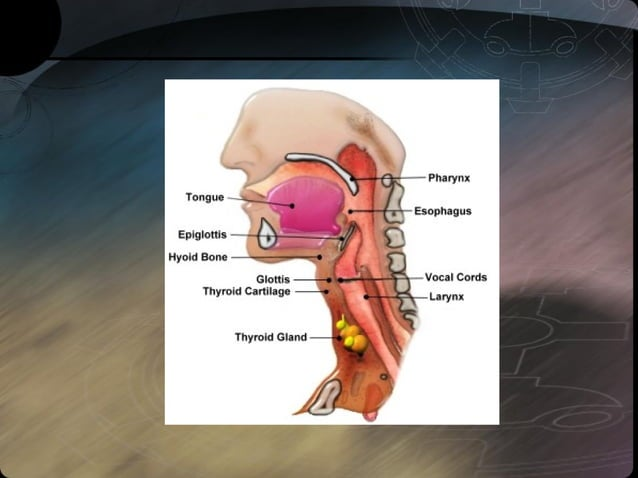 Pharynx
Tongue
Esophagus
Epiglottis
Hyoid Bone
Glottis
Vocal Cords
Thyroid Cartilage
Larynx
Thyroid Gland